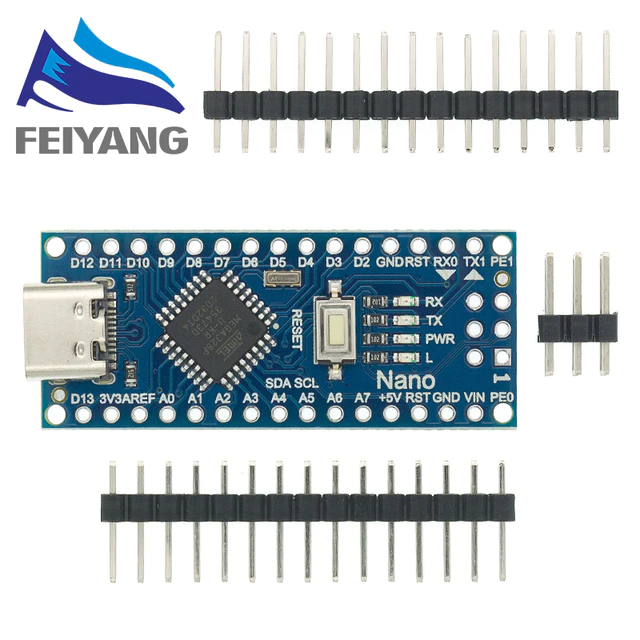 FEIYANG
D12 D11 D10 D9 D8 D7 D6 D5 D4 D3 D2 GND RST RX0 TX1 PE1
RX
TX
PWR
L
RESET
ATMEL
SDA SCL
Nano
1
D13 3V3 AREF A0 A1 A2 A3 A4 A5 A6 A7 +5V RST GND VIN PE0